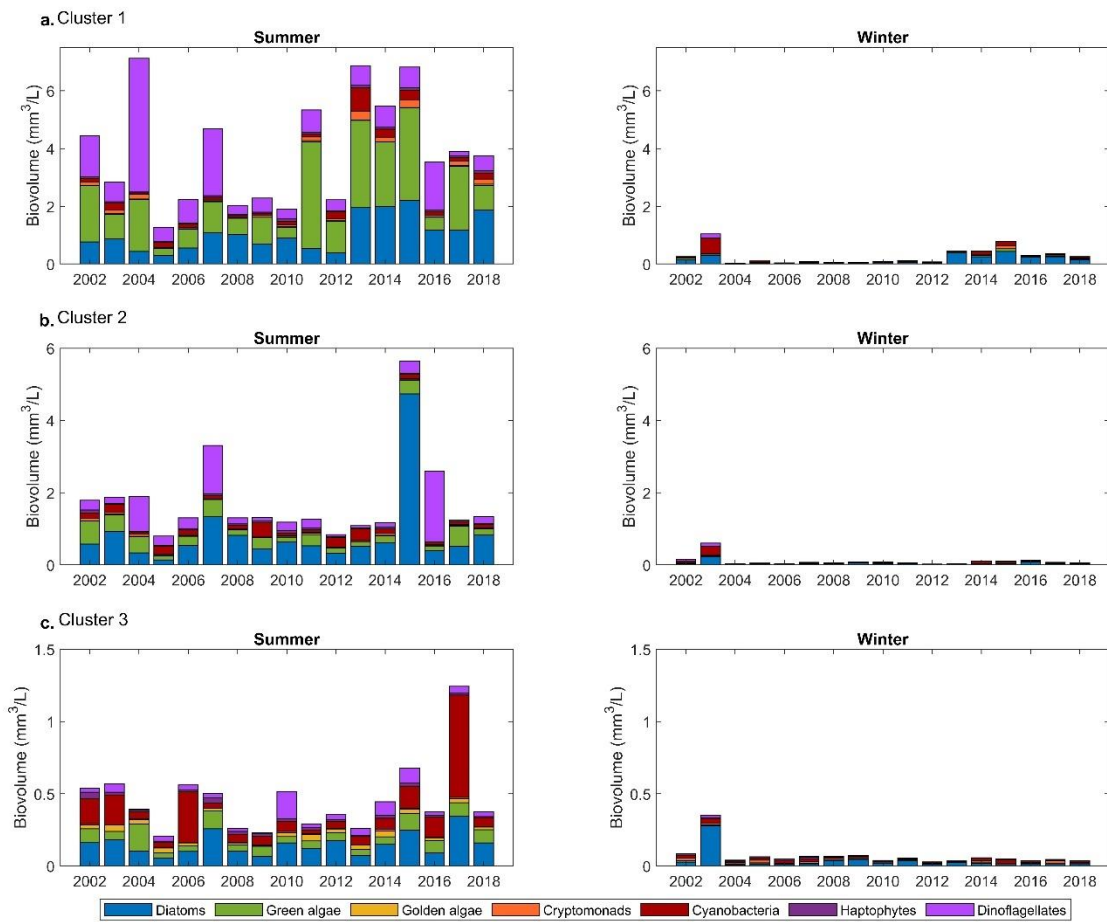 a. Cluster 1
Summer
Winter
Biovolume (mm³/L)
6
4
2
0
2002 2004 2006 2008 2010 2012 2014 2016 2018
Biovolume (mm³/L)
6
4
2
0
2002 2004 2006 2008 2010 2012 2014 2016 2018
b. Cluster 2
Summer
Winter
Biovolume (mm³/L)
6
4
2
0
2002 2004 2006 2008 2010 2012 2014 2016 2018
Biovolume (mm³/L)
6
4
2
0
2002 2004 2006 2008 2010 2012 2014 2016 2018
c. Cluster 3
Summer
Winter
Biovolume (mm³/L)
1.5
1
0.5
0
2002 2004 2006 2008 2010 2012 2014 2016 2018
Biovolume (mm³/L)
1.5
1
0.5
0
2002 2004 2006 2008 2010 2012 2014 2016 2018
Diatoms Green algae Golden algae Cryptomonads Cyanobacteria Haptophytes Dinoflagellates